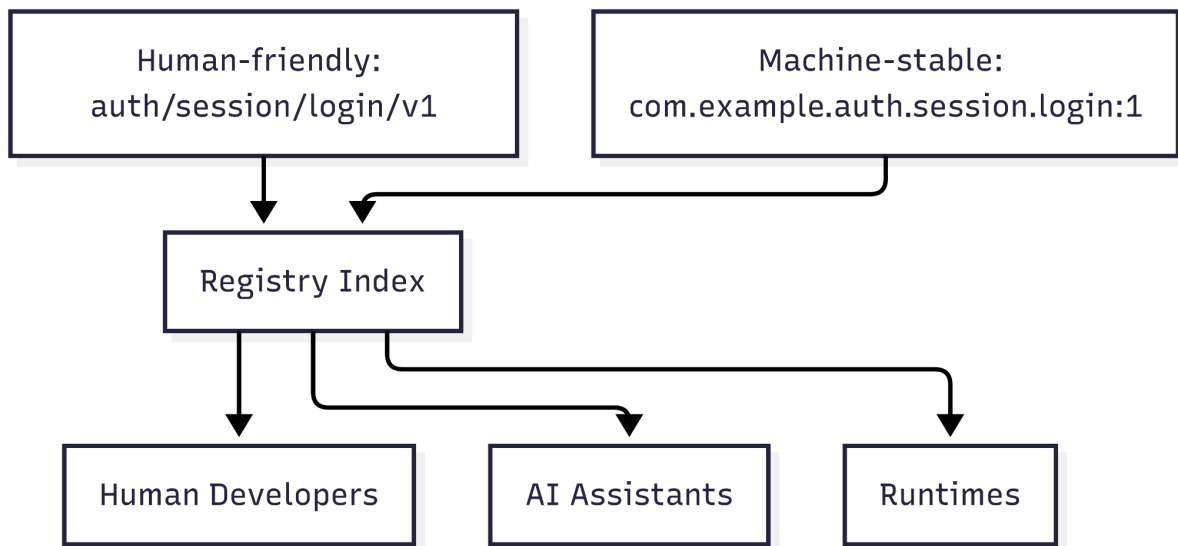 Human-friendly:
auth/session/login/v1
Machine-stable:
com.example.auth.session.login:1
Registry Index
Human Developers
AI Assistants
Runtimes